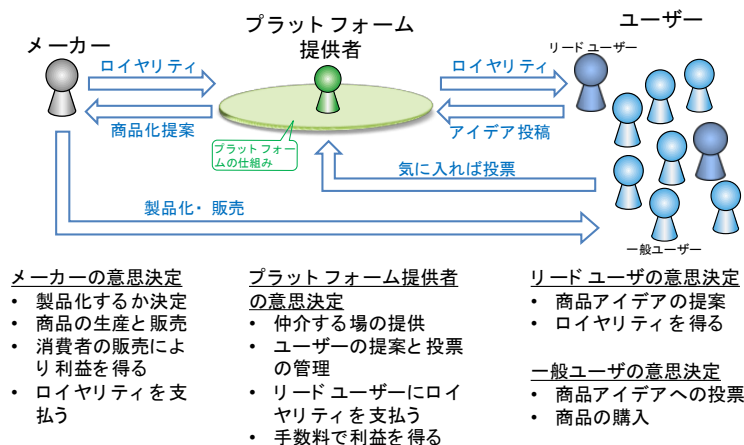 メーカー
プラットフォーム
提供者
ユーザー
リードユーザー
ロイヤリティ
ロイヤリティ
商品化提案
アイデア投稿
プラットフォー
ムの仕組み
気に入れば投票
製品化・販売
一般ユーザー
メーカーの意思決定
• 製品化するか決定
• 商品の生産と販売
• 消費者の販売によ
り利益を得る
• ロイヤリティを支
払う
プラットフォーム提供者
の意思決定
• 仲介する場の提供
• ユーザーの提案と投票
の管理
• リードユーザーにロイ
ヤリティを支払う
• 手数料で利益を得る
リードユーザの意思決定
• 商品アイデアの提案
• ロイヤリティを得る
一般ユーザの意思決定
• 商品アイデアへの投票
• 商品の購入